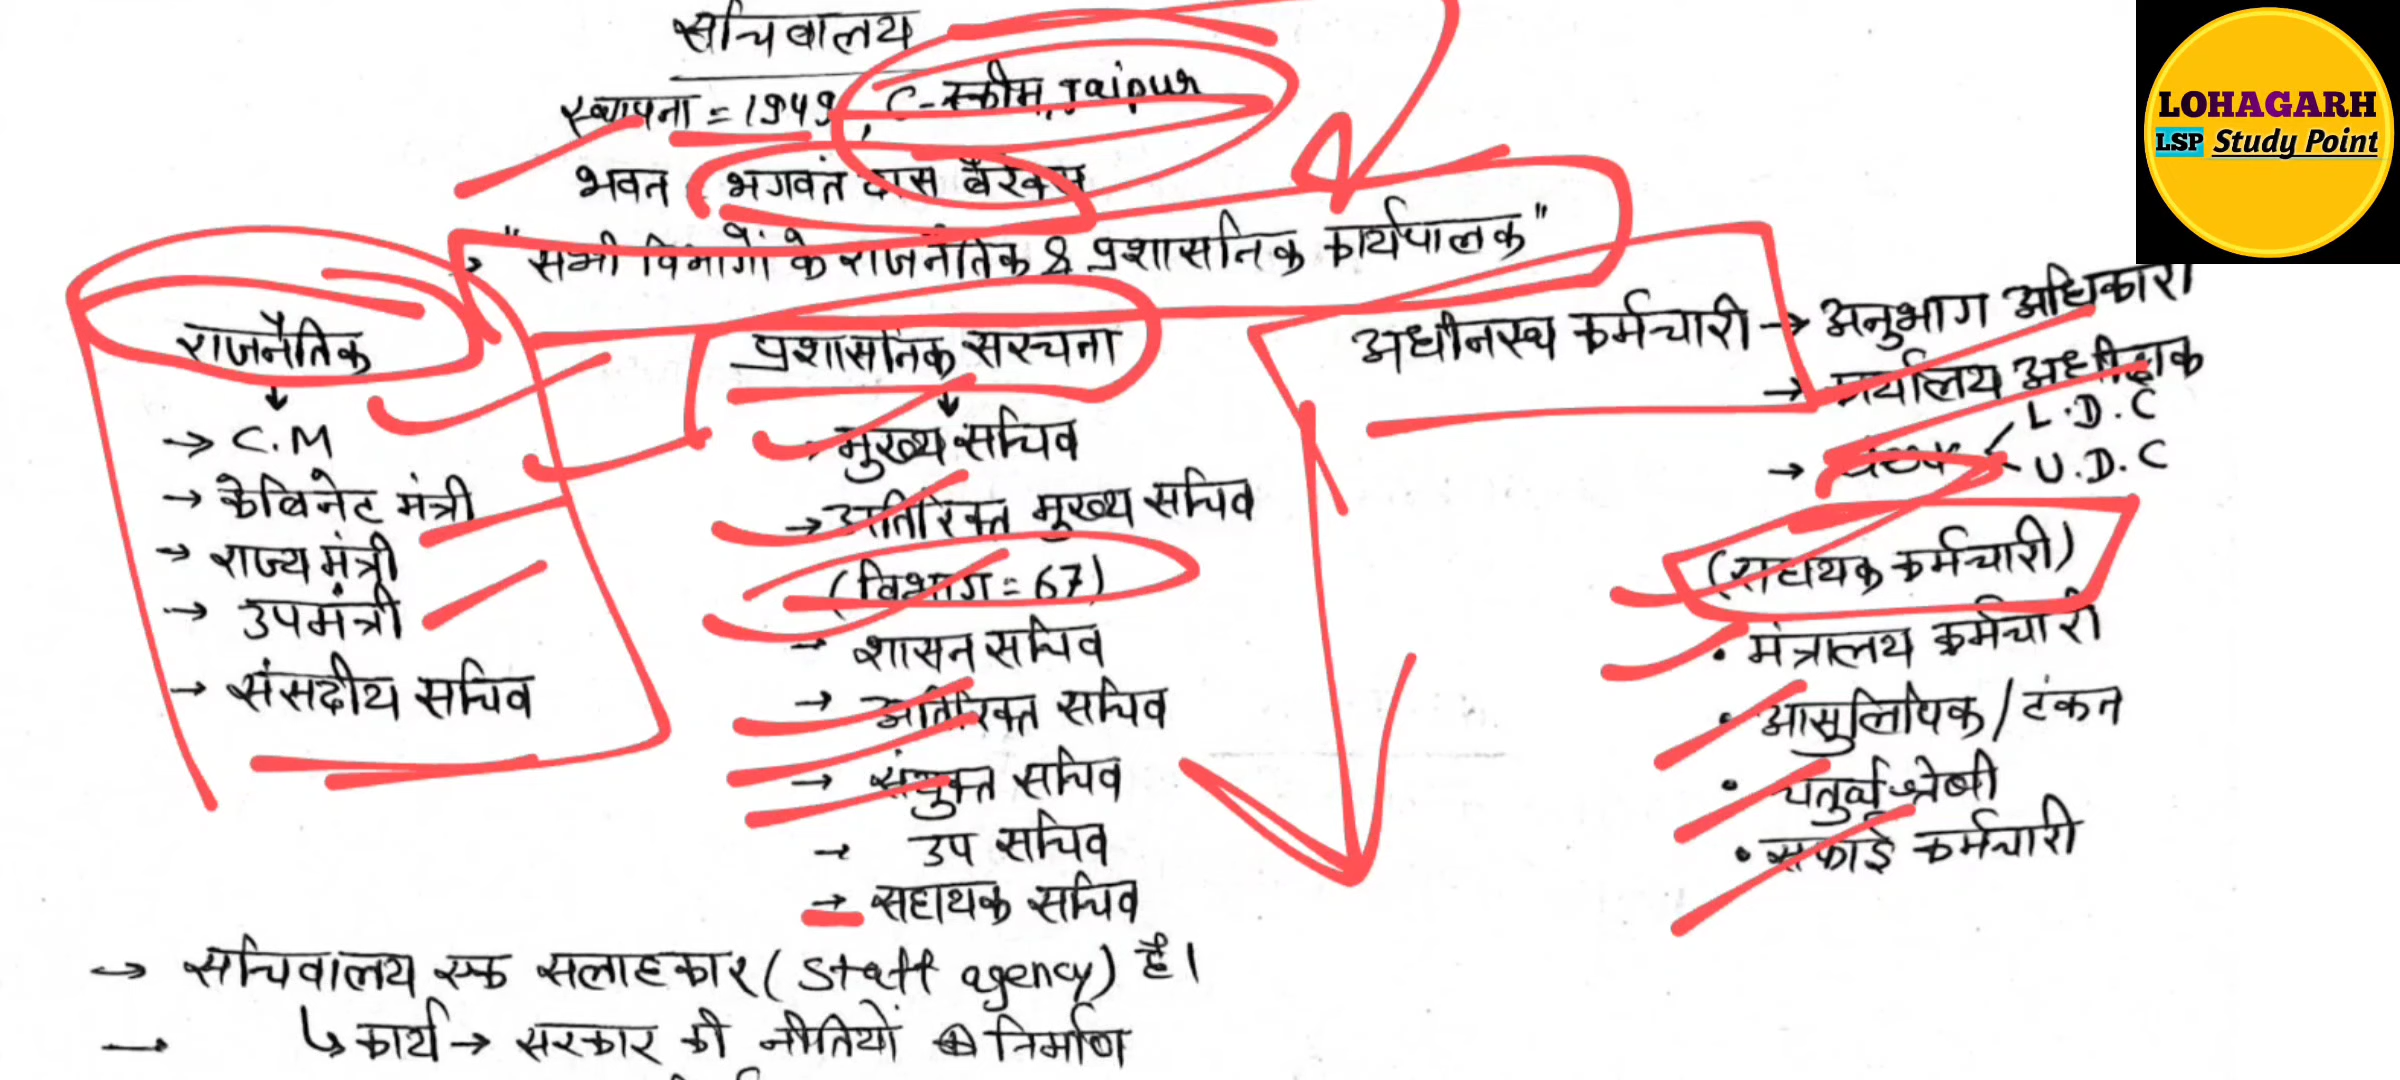 सचिवालय
स्थापना = 1949, C-स्कीम, Jaipur
भवन : भगवंत दास बैरेक्स
→ "सभी विभागों के राजनैतिक & प्रशासनिक कार्यपालक"
राजनैतिक
→ C.M
→ केबिनेट मंत्री
→ राज्य मंत्री
→ उपमंत्री
→ संसदीय सचिव
प्रशासनिक संरचना
→ मुख्य सचिव
→ अतिरिक्त मुख्य सचिव
(विभाग = 67)
→ शासन सचिव
→ अतिरिक्त सचिव
→ संयुक्त सचिव
→ उप सचिव
→ सहायक सचिव
अधीनस्थ कर्मचारी → अनुभाग अधिकारी
→ कार्यालय अधीक्षक
→
L.D.C
U.D.C
(सहायक कर्मचारी)
• मंत्रालय कर्मचारी
• आसुलिपिक / टंकन
• चतुर्थ श्रेणी
• सफाई कर्मचारी
→ सचिवालय एक सलाहकार (Staff agency) है।
→ ↳ कार्य → सरकार की नीतियों का निर्माण
LOHAGARH
LSP Study Point